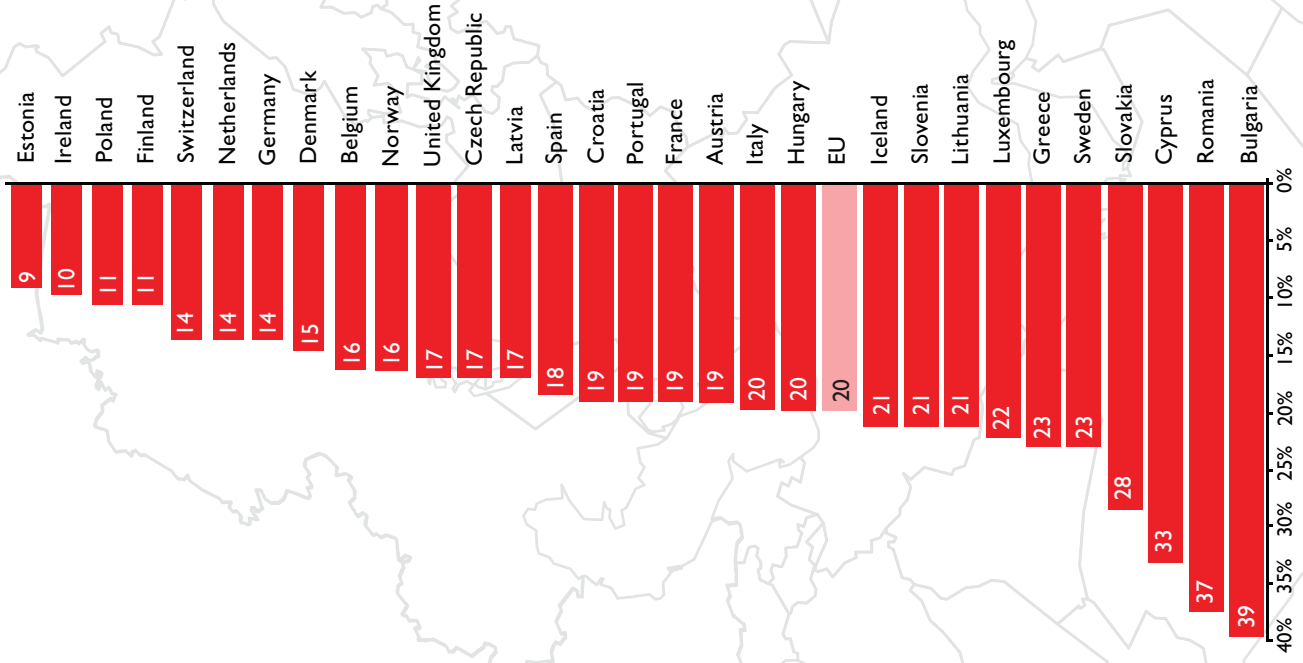 Estonia 9
Ireland 10
Poland 11
Finland 11
Switzerland 14
Netherlands 14
Germany 14
Denmark 15
Belgium 16
Norway 16
United Kingdom 17
Czech Republic 17
Latvia 17
Spain 18
Croatia 19
Portugal 19
France 19
Austria 19
Italy 20
Hungary 20
EU 20
Iceland 21
Slovenia 21
Lithuania 21
Luxembourg 22
Greece 23
Sweden 23
Slovakia 28
Cyprus 33
Romania 37
Bulgaria 39
0% 5% 10% 15% 20% 25% 30% 35% 40%